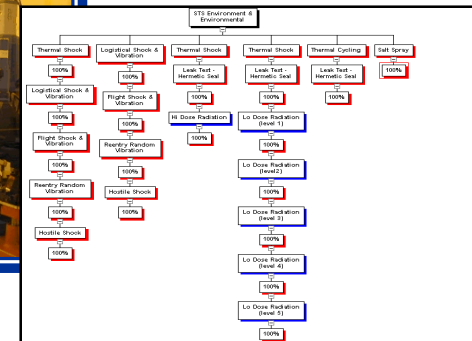 STS Environment &
Environmental
Thermal Shock
100%
Logistical Shock &
Vibration
100%
Flight Shock &
Vibration
100%
Reentry Random
Vibration
100%
Hostile Shock
100%
Logistical Shock &
Vibration
100%
Flight Shock &
Vibration
100%
Reentry Random
Vibration
100%
Hostile Shock
100%
Thermal Shock
Leak Test -
Hermetic Seal
100%
Hi Dose Radiation
100%
Thermal Shock
Leak Test -
Hermetic Seal
100%
Lo Dose Radiation
(level 1)
100%
Lo Dose Radiation
(level2)
100%
Lo Dose Radiation
(level 3)
100%
Lo Dose Radiation
(level 4)
100%
Lo Dose Radiation
(level 5)
100%
Thermal Cycling
Leak Test -
Hermetic Seal
100%
Salt Spray
100%